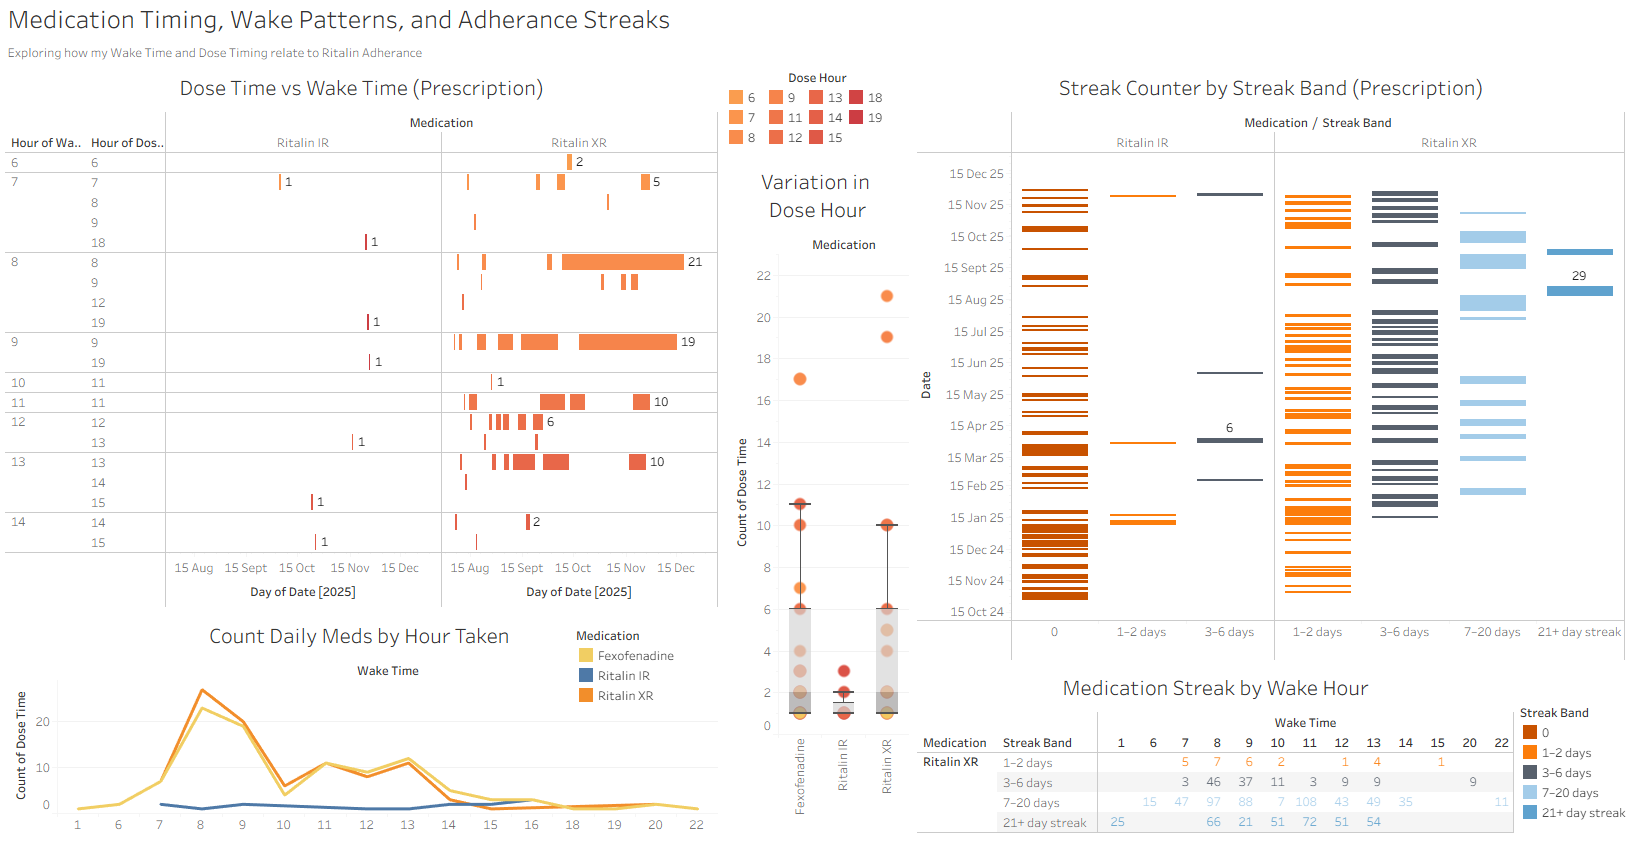 Medication Timing, Wake Patterns, and Adherance Streaks
Exploring how my Wake Time and Dose Timing relate to Ritalin Adherance
Dose Time vs Wake Time (Prescription)
Medication
Hour of Wa.. Hour of Dos.. Ritalin IR Ritalin XR
6 6 2
7 7 1 5
8
9
18 1
8 8 21
9
12
19 1
9 9 19
19 1
10 11 1
11 11 10
12 12 6
13 1
13 13 10
14
15 1
14 14 2
15 1
15 Aug 15 Sept 15 Oct 15 Nov 15 Dec 15 Aug 15 Sept 15 Oct 15 Nov 15 Dec
Day of Date [2025] Day of Date [2025]
Dose Hour
6 9 13 18
7 11 14 19
8 12 15
Variation in
Dose Hour
Medication
Count of Dose Time
22
20
18
16
14
12
10
8
6
4
2
0
Fexofenadine
Ritalin IR
Ritalin XR
Streak Counter by Streak Band (Prescription)
Medication / Streak Band
Ritalin IR Ritalin XR
Date
15 Dec 25
15 Nov 25
15 Oct 25
15 Sept 25
29
15 Aug 25
15 Jul 25
15 Jun 25
15 May 25
15 Apr 25
6
15 Mar 25
15 Feb 25
15 Jan 25
15 Dec 24
15 Nov 24
15 Oct 24
0 1–2 days 3–6 days 1–2 days 3–6 days 7–20 days 21+ day streak
Count Daily Meds by Hour Taken
Medication
Fexofenadine
Ritalin IR
Ritalin XR
Wake Time
Count of Dose Time
20
10
0
1 6 7 8 9 10 11 12 13 14 15 16 18 19 20 22
Medication Streak by Wake Hour
Wake Time
Medication Streak Band 1 6 7 8 9 10 11 12 13 14 15 20 22
Ritalin XR 1–2 days 5 7 6 2 1 4 1
3–6 days 3 46 37 11 3 9 9 9
7–20 days 15 47 97 88 7 108 43 49 35 11
21+ day streak 25 66 21 51 72 51 54
Streak Band
0
1–2 days
3–6 days
7–20 days
21+ day streak